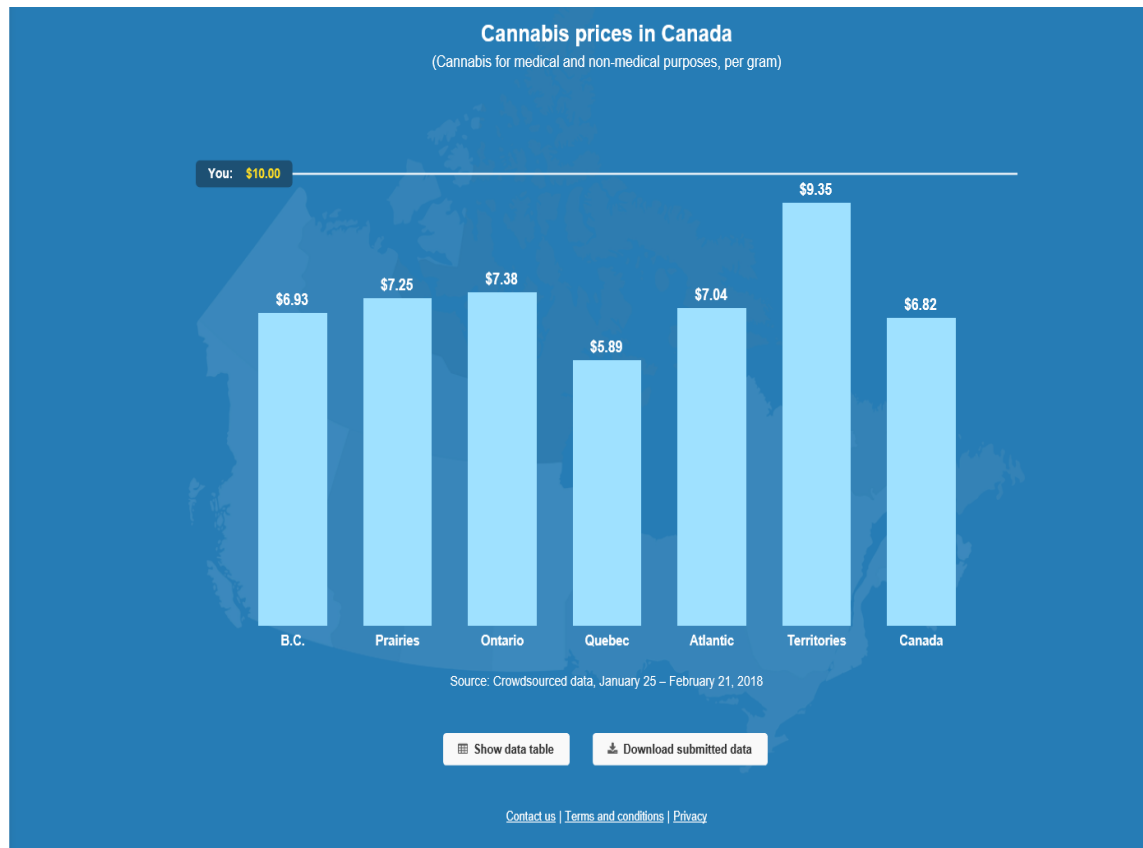 Cannabis prices in Canada
(Cannabis for medical and non-medical purposes, per gram)
You: $10.00
$9.35
$7.38
$7.25
$6.93
$7.04
$6.82
$5.89
B.C. Prairies Ontario Quebec Atlantic Territories Canada
Source: Crowdsourced data, January 25 – February 21, 2018
Show data table Download submitted data
Contact us | Terms and conditions | Privacy